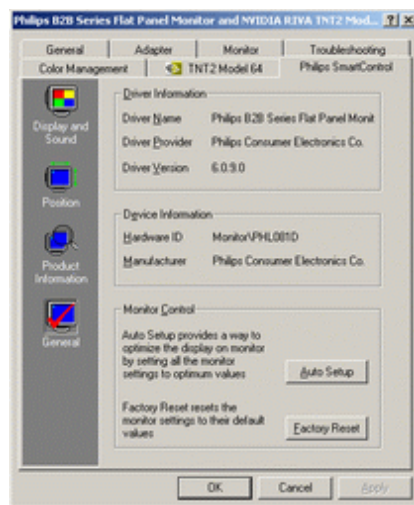 Philips B2B Series Flat Panel Monitor and NVIDIA RIVA TNT2 Mod...
General Adapter Monitor Troubleshooting
Color Management TNT2 Model 64 Philips SmartControl
Display and Sound
Position
Product Information
General
Driver Information
Driver Name Philips B2B Series Flat Panel Monit
Driver Provider Philips Consumer Electronics Co.
Driver Version 6.0.9.0
Device Information
Hardware ID Monitor\PHL081D
Manufacturer Philips Consumer Electronics Co.
Monitor Control
Auto Setup provides a way to
optimize the display on monitor
by setting all the monitor
settings to optimum values
Auto Setup
Factory Reset resets the
monitor settings to their default
values
Factory Reset
OK Cancel Apply